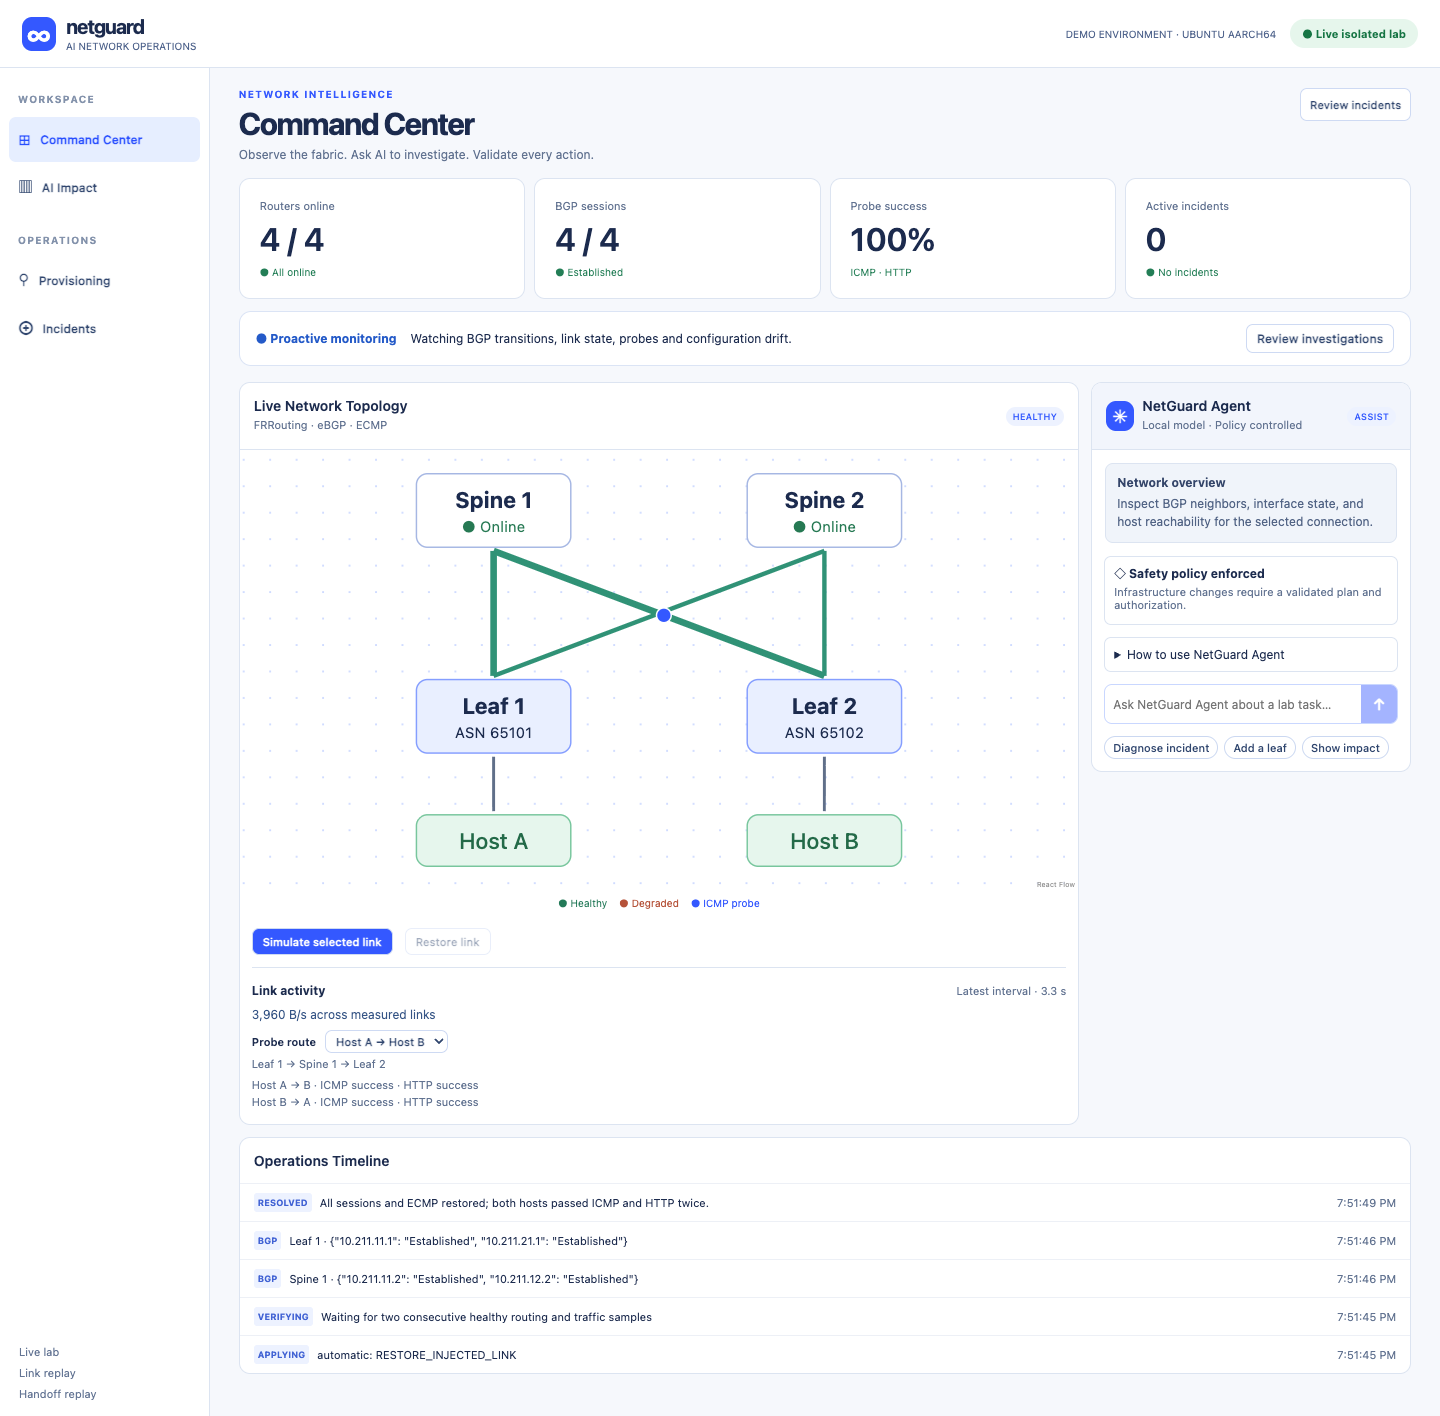 netguard
AI NETWORK OPERATIONS
DEMO ENVIRONMENT · UBUNTU AARCH64
Live isolated lab
WORKSPACE
Command Center
AI Impact
OPERATIONS
Provisioning
Incidents
Live lab
Link replay
Handoff replay
NETWORK INTELLIGENCE
Command Center
Observe the fabric. Ask AI to investigate. Validate every action.
Review incidents
Routers online
4 / 4
All online
BGP sessions
4 / 4
Established
Probe success
100%
ICMP · HTTP
Active incidents
0
No incidents
Proactive monitoring Watching BGP transitions, link state, probes and configuration drift.
Review investigations
Live Network Topology
FRRouting · eBGP · ECMP
HEALTHY
Spine 1
Online
Spine 2
Online
Leaf 1
ASN 65101
Leaf 2
ASN 65102
Host A
Host B
React Flow
Healthy Degraded ICMP probe
Simulate selected link
Restore link
Link activity
Latest interval · 3.3 s
3,960 B/s across measured links
Probe route Host A → Host B
Leaf 1 → Spine 1 → Leaf 2
Host A → B · ICMP success · HTTP success
Host B → A · ICMP success · HTTP success
NetGuard Agent
Local model · Policy controlled
ASSIST
Network overview
Inspect BGP neighbors, interface state, and
host reachability for the selected connection.
◇ Safety policy enforced
Infrastructure changes require a validated plan and
authorization.
▶ How to use NetGuard Agent
Ask NetGuard Agent about a lab task...
Diagnose incident
Add a leaf
Show impact
Operations Timeline
RESOLVED All sessions and ECMP restored; both hosts passed ICMP and HTTP twice. 7:51:49 PM
BGP Leaf 1 · {"10.211.11.1": "Established", "10.211.21.1": "Established"} 7:51:46 PM
BGP Spine 1 · {"10.211.11.2": "Established", "10.211.12.2": "Established"} 7:51:46 PM
VERIFYING Waiting for two consecutive healthy routing and traffic samples 7:51:45 PM
APPLYING automatic: RESTORE_INJECTED_LINK 7:51:45 PM